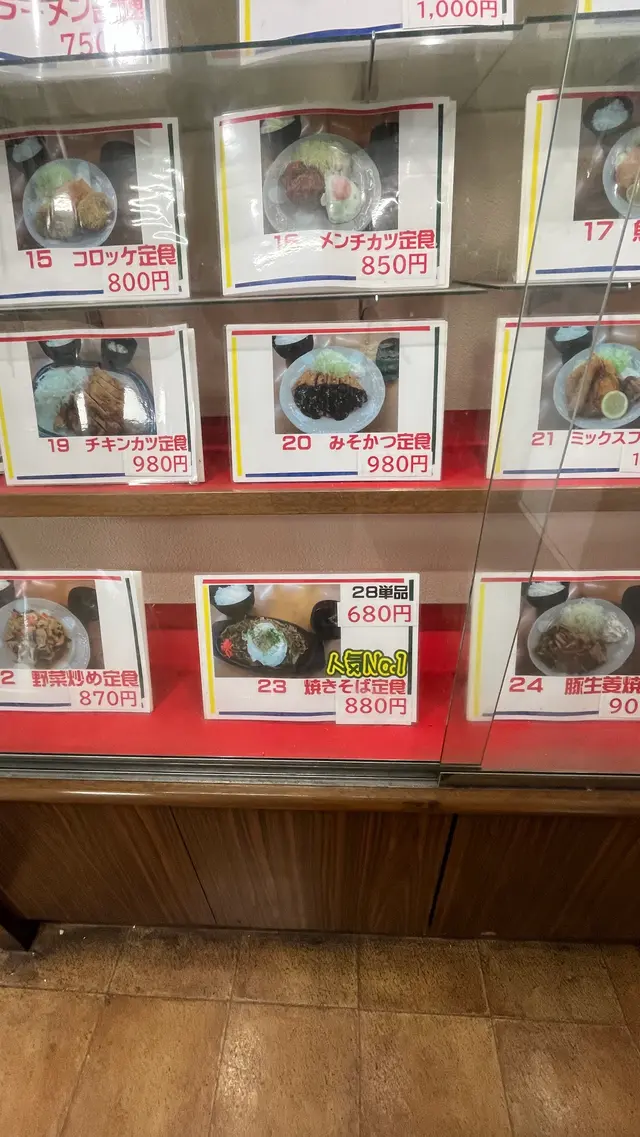 1,000円
15 コロッケ定食
800円
16 メンチカツ定食
850円
17
19 チキンカツ定食
980円
20 みそかつ定食
980円
21 ミックスフ
2 野菜炒め定食
870円
28単品
680円
人気No.1
23 焼きそば定食
880円
24 豚生姜焼
90